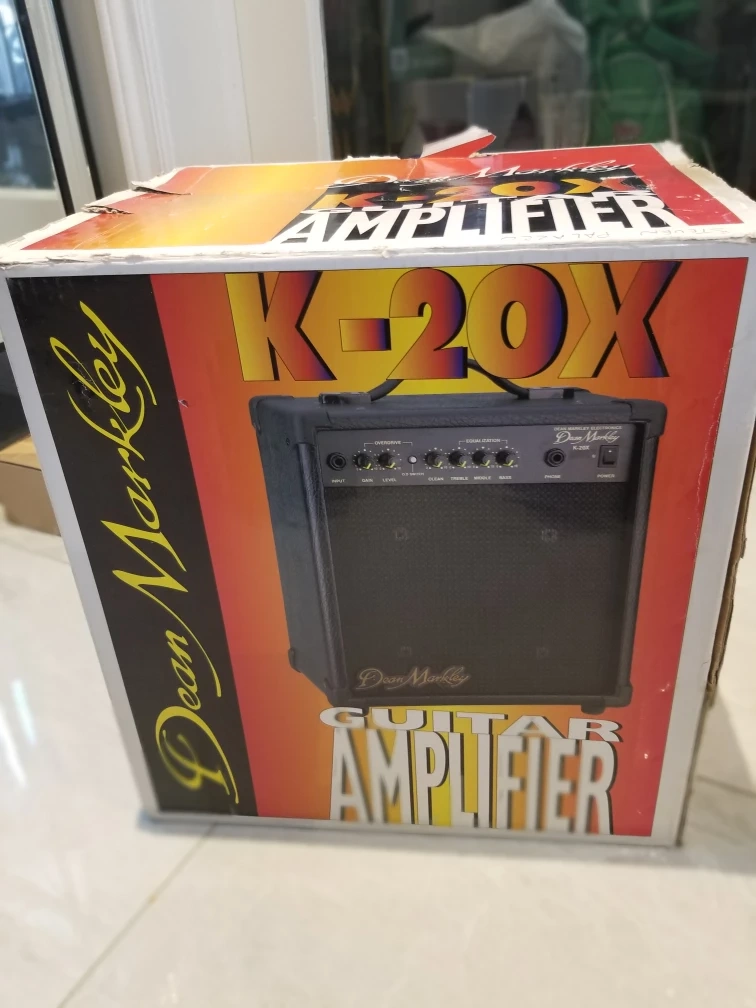 Dean Markley
K-20X
AMPLIFIER
STEVEN
K-20X
Dean Markley
OVERDRIVE
EQUALIZATION
DEAN MARKLEY ELECTRONICS
Dean Markley
K-20X
INPUT GAIN LEVEL CLEAN TREBLE MIDDLE BASS PHONE POWER
Dean Markley
GUITAR
AMPLIFIER